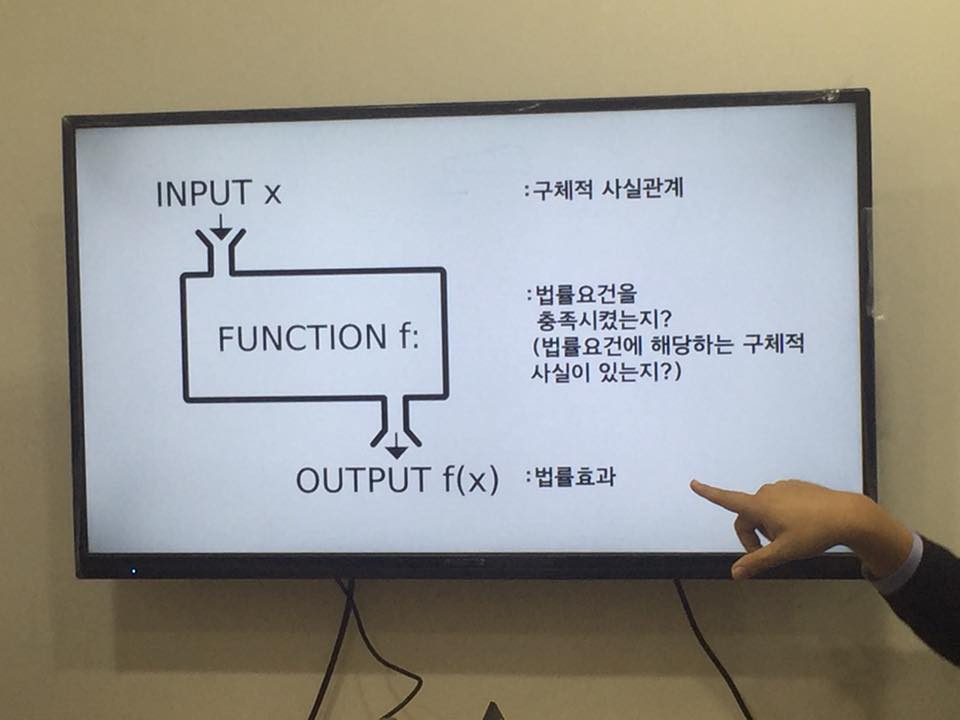 INPUT x
:구체적 사실관계
FUNCTION f:
:법률요건을
충족시켰는지?
(법률요건에 해당하는 구체적
사실이 있는지?)
OUTPUT f(x)
:법률효과